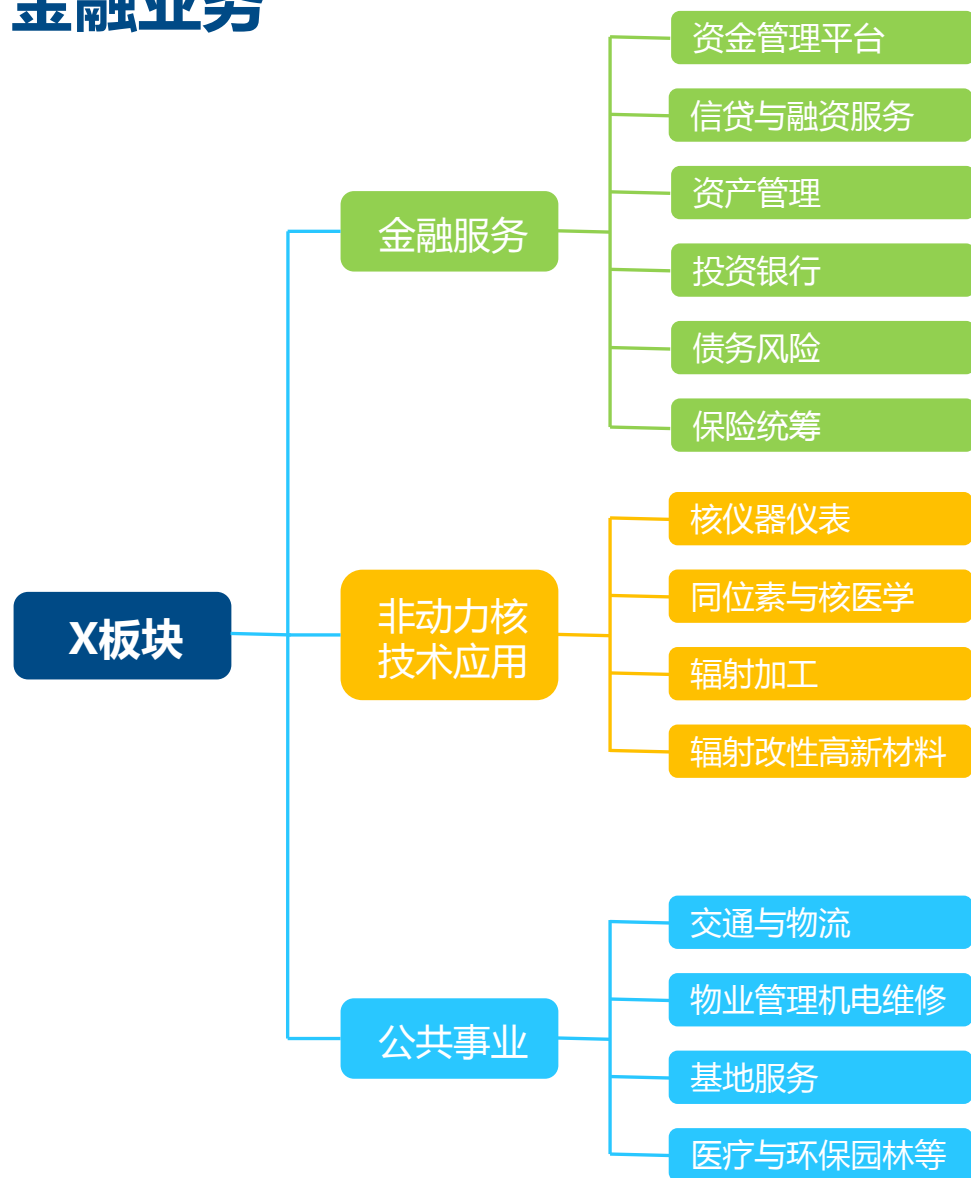 金融业务
资金管理平台
信贷与融资服务
资产管理
金融服务
投资银行
债务风险
保险统筹
核仪器仪表
X板块
非动力核
技术应用
同位素与核医学
辐射加工
辐射改性高新材料
交通与物流
物业管理机电维修
公共事业
基地服务
医疗与环保园林等